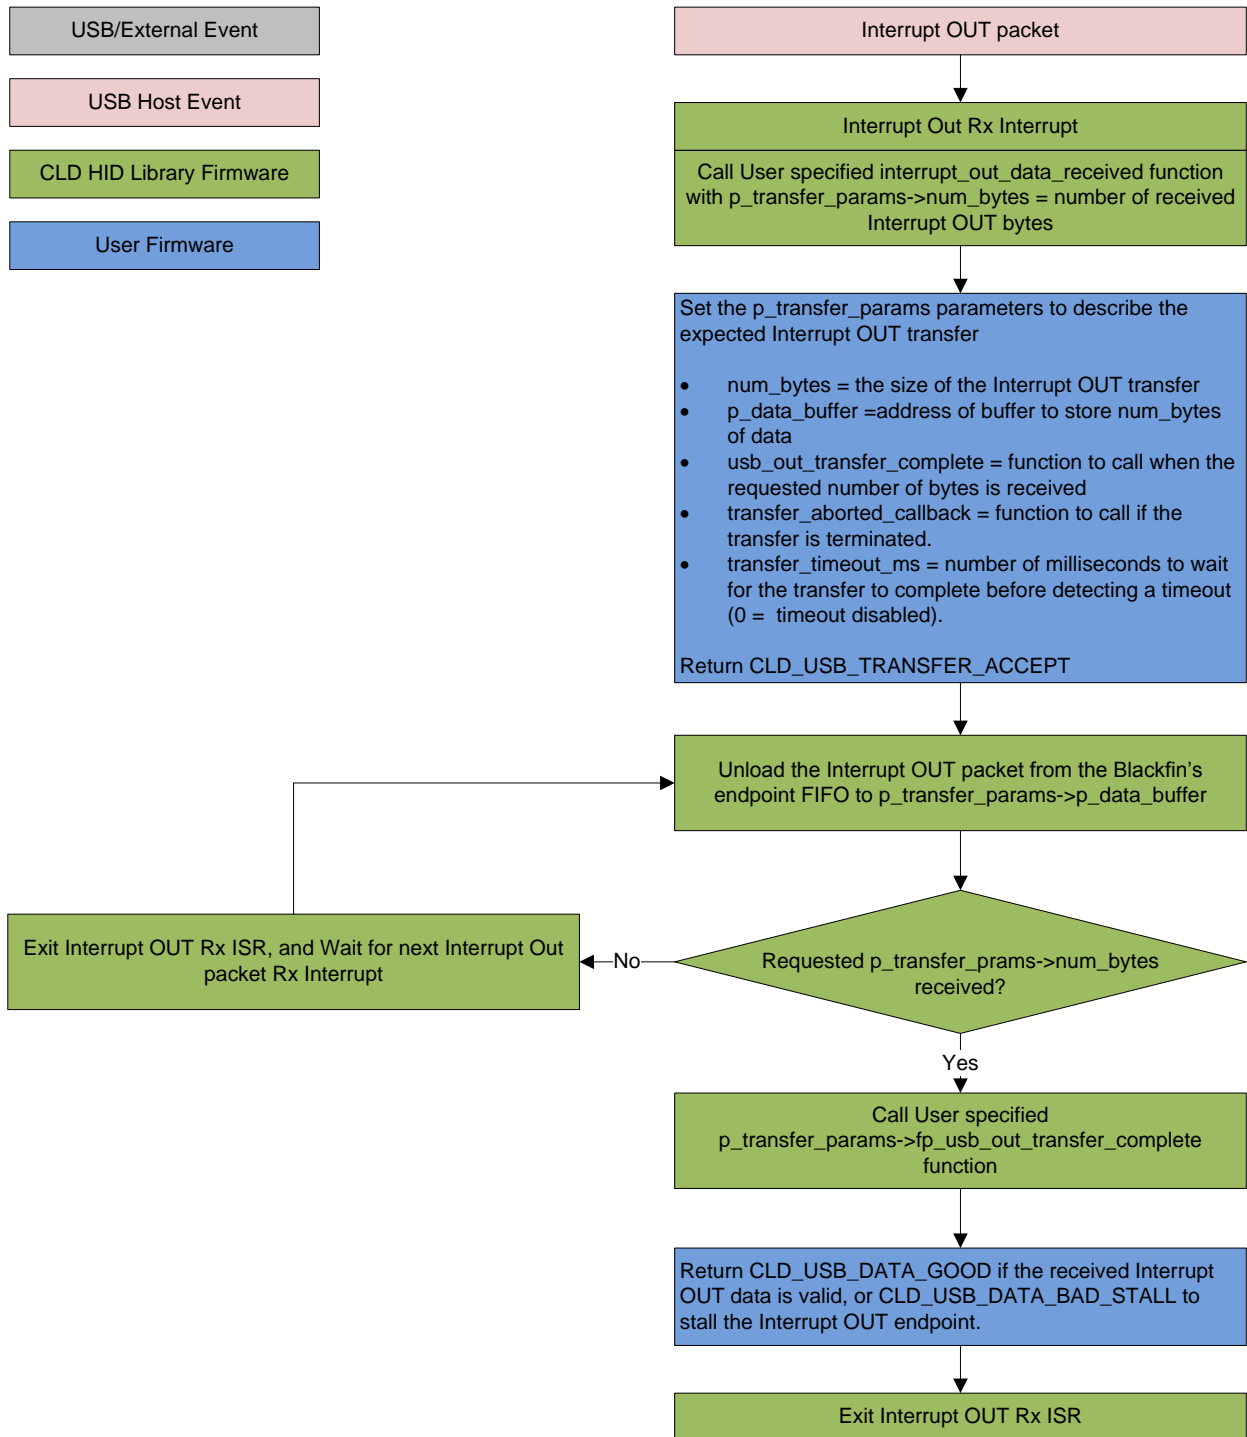 USB/External Event
USB Host Event
CLD HID Library Firmware
User Firmware
Interrupt OUT packet
Interrupt Out Rx Interrupt
Call User specified interrupt_out_data_received function
with p_transfer_params->num_bytes = number of received
Interrupt OUT bytes
Set the p_transfer_params parameters to describe the
expected Interrupt OUT transfer
• num_bytes = the size of the Interrupt OUT transfer
• p_data_buffer =address of buffer to store num_bytes
of data
• usb_out_transfer_complete = function to call when the
requested number of bytes is received
• transfer_aborted_callback = function to call if the
transfer is terminated.
• transfer_timeout_ms = number of milliseconds to wait
for the transfer to complete before detecting a timeout
(0 =  timeout disabled).
Return CLD_USB_TRANSFER_ACCEPT
Unload the Interrupt OUT packet from the Blackfin's
endpoint FIFO to p_transfer_params->p_data_buffer
Exit Interrupt OUT Rx ISR, and Wait for next Interrupt Out
packet Rx Interrupt
No
Requested p_transfer_prams->num_bytes
received?
Yes
Call User specified
p_transfer_params->fp_usb_out_transfer_complete
function
Return CLD_USB_DATA_GOOD if the received Interrupt
OUT data is valid, or CLD_USB_DATA_BAD_STALL to
stall the Interrupt OUT endpoint.
Exit Interrupt OUT Rx ISR